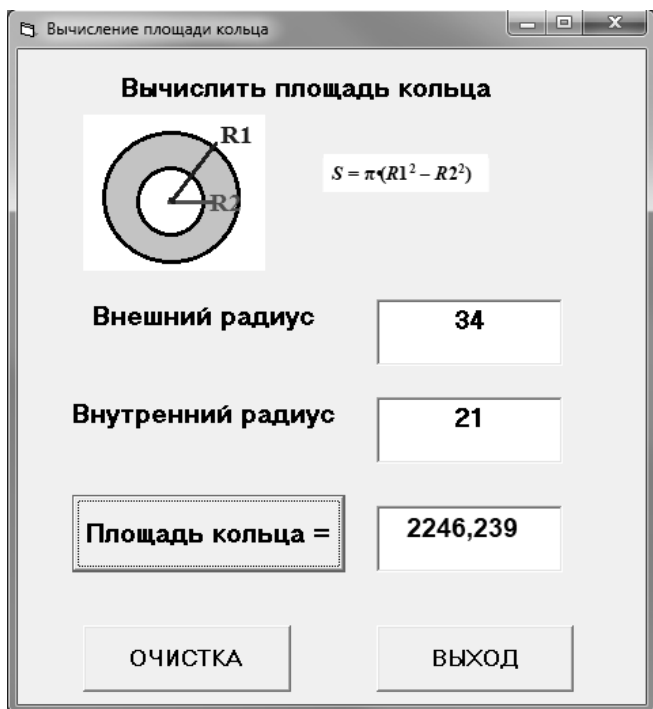 Вычисление площади кольца
Вычислить площадь кольца
R1
R2
S = π•(R1² – R2²)
Внешний радиус
34
Внутренний радиус
21
Площадь кольца =
2246,239
ОЧИСТКА
ВЫХОД